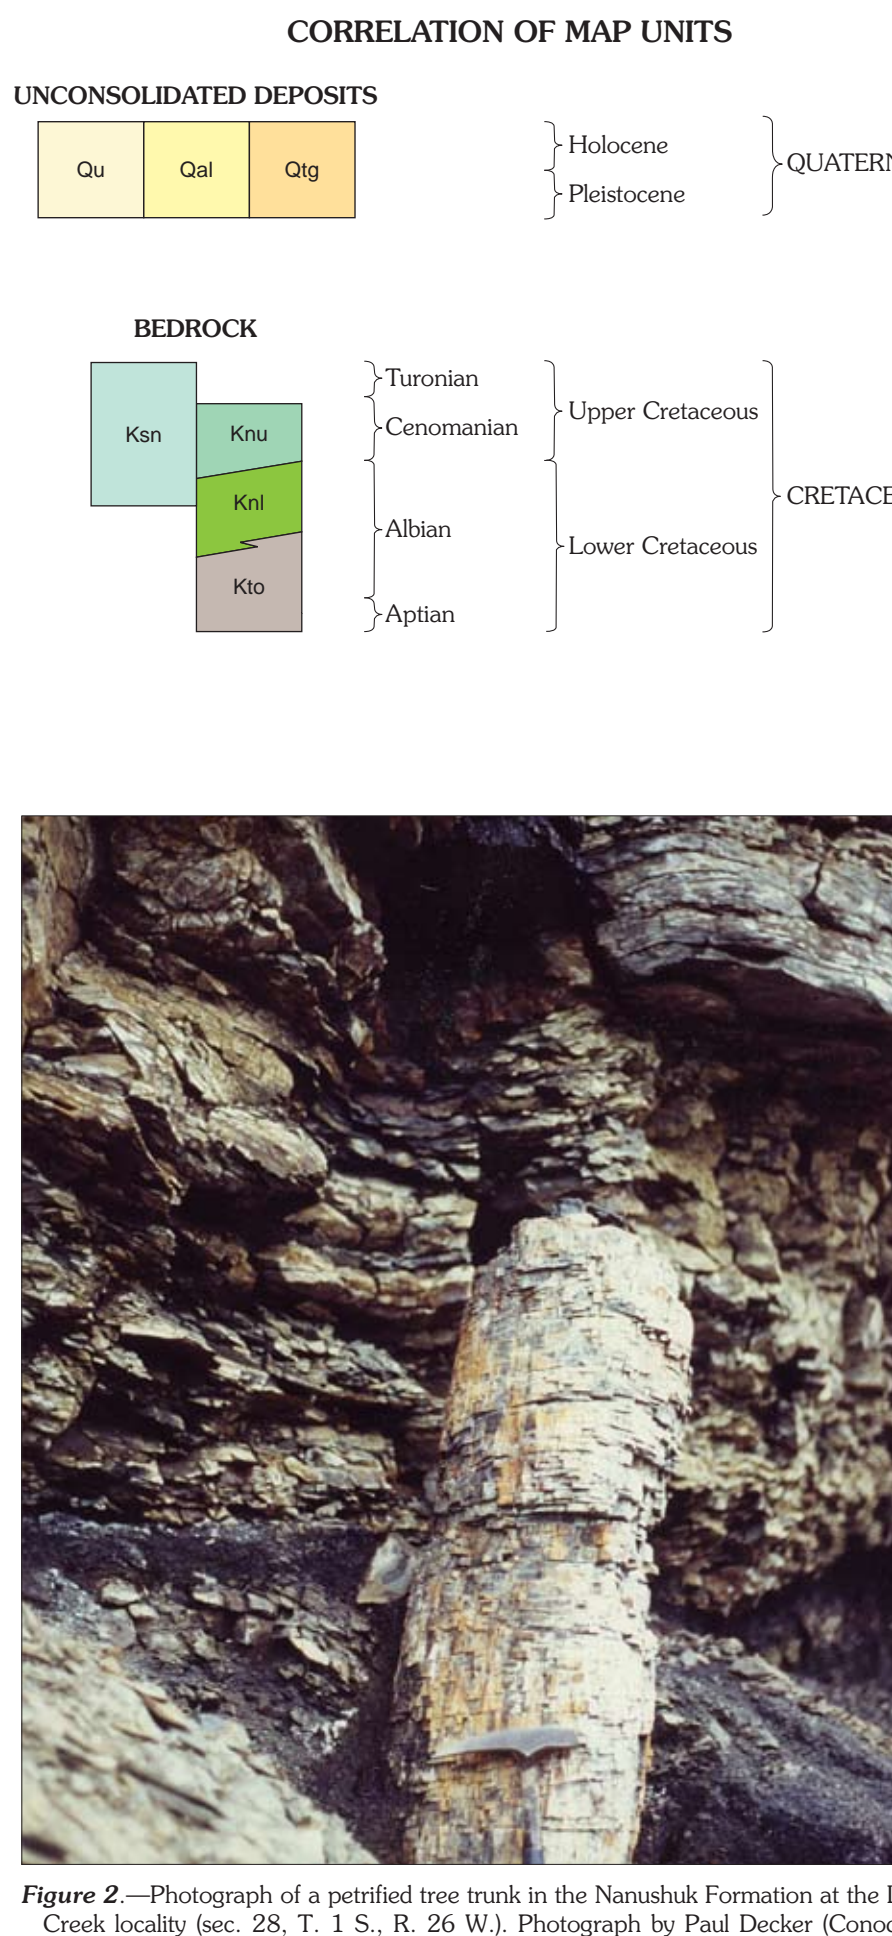 CORRELATION OF MAP UNITS
UNCONSOLIDATED DEPOSITS
Qu Qal Qtg
Holocene
Pleistocene
QUATERN
BEDROCK
Ksn
Knu
Knl
Kto
Turonian
Cenomanian
Albian
Aptian
Upper Cretaceous
Lower Cretaceous
CRETACE
Figure 2.—Photograph of a petrified tree trunk in the Nanushuk Formation at the
Creek locality (sec. 28, T. 1 S., R. 26 W.). Photograph by Paul Decker (Conoc